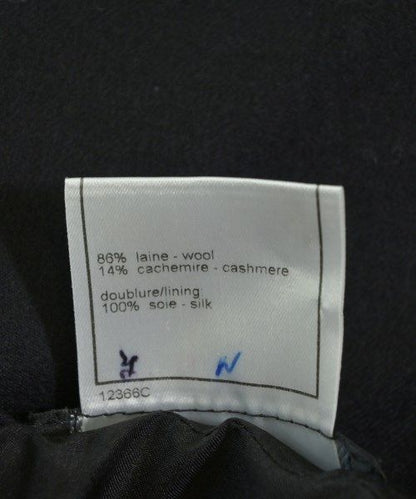 86% laine - wool
14% cachemire - cashmere
doublure/lining:
100% soie - silk
N
12366C